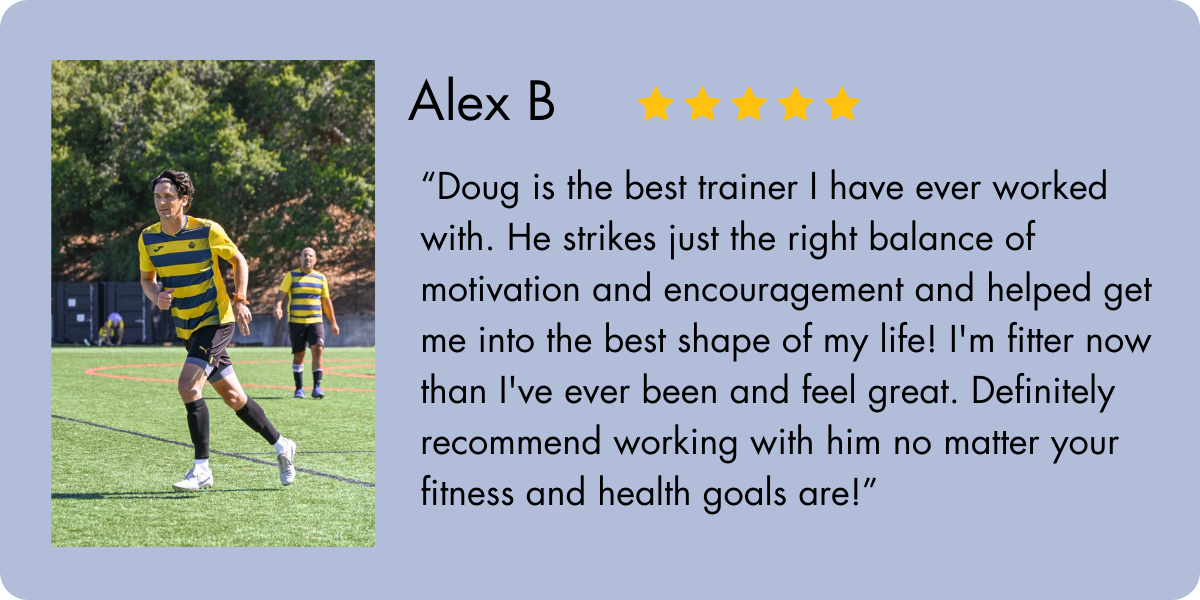 Alex B
“Doug is the best trainer I have ever worked
with. He strikes just the right balance of
motivation and encouragement and helped get
me into the best shape of my life! I'm fitter now
than I've ever been and feel great. Definitely
recommend working with him no matter your
fitness and health goals are!”